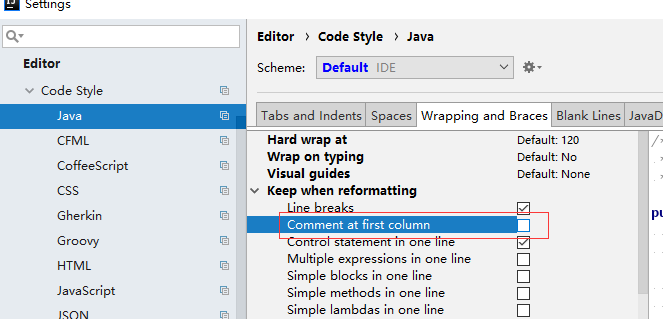 Settings
Editor
Code Style
Java
CFML
CoffeeScript
CSS
Gherkin
Groovy
HTML
JavaScript
JSON
Editor › Code Style › Java
Scheme: Default IDE
Tabs and Indents Spaces Wrapping and Braces Blank Lines JavaD
Hard wrap at Default: 120
Wrap on typing Default: No
Visual guides Default: None
Keep when reformatting
Line breaks
Comment at first column
Control statement in one line
Multiple expressions in one line
Simple blocks in one line
Simple methods in one line
Simple lambdas in one line
/*
*
*
pu